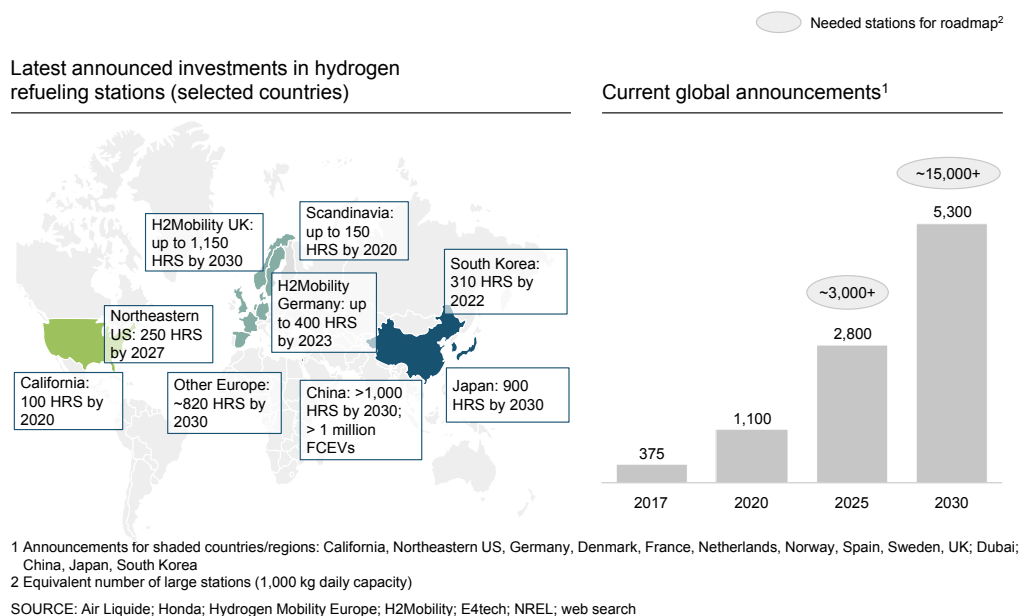 Needed stations for roadmap2
Latest announced investments in hydrogen
refueling stations (selected countries)
Current global announcements1
H2Mobility UK:
up to 1,150
HRS by 2030
Scandinavia:
up to 150
HRS by 2020
South Korea:
310 HRS by
2022
H2Mobility
Germany: up
to 400 HRS
by 2023
Northeastern
US: 250 HRS
by 2027
California:
100 HRS by
2020
Other Europe:
~820 HRS by
2030
China: >1,000
HRS by 2030;
> 1 million
FCEVs
Japan: 900
HRS by 2030
~15,000+
5,300
~3,000+
2,800
1,100
375
2017
2020
2025
2030
1 Announcements for shaded countries/regions: California, Northeastern US, Germany, Denmark, France, Netherlands, Norway, Spain, Sweden, UK; Dubai;
China, Japan, South Korea
2 Equivalent number of large stations (1,000 kg daily capacity)
SOURCE: Air Liquide; Honda; Hydrogen Mobility Europe; H2Mobility; E4tech; NREL; web search